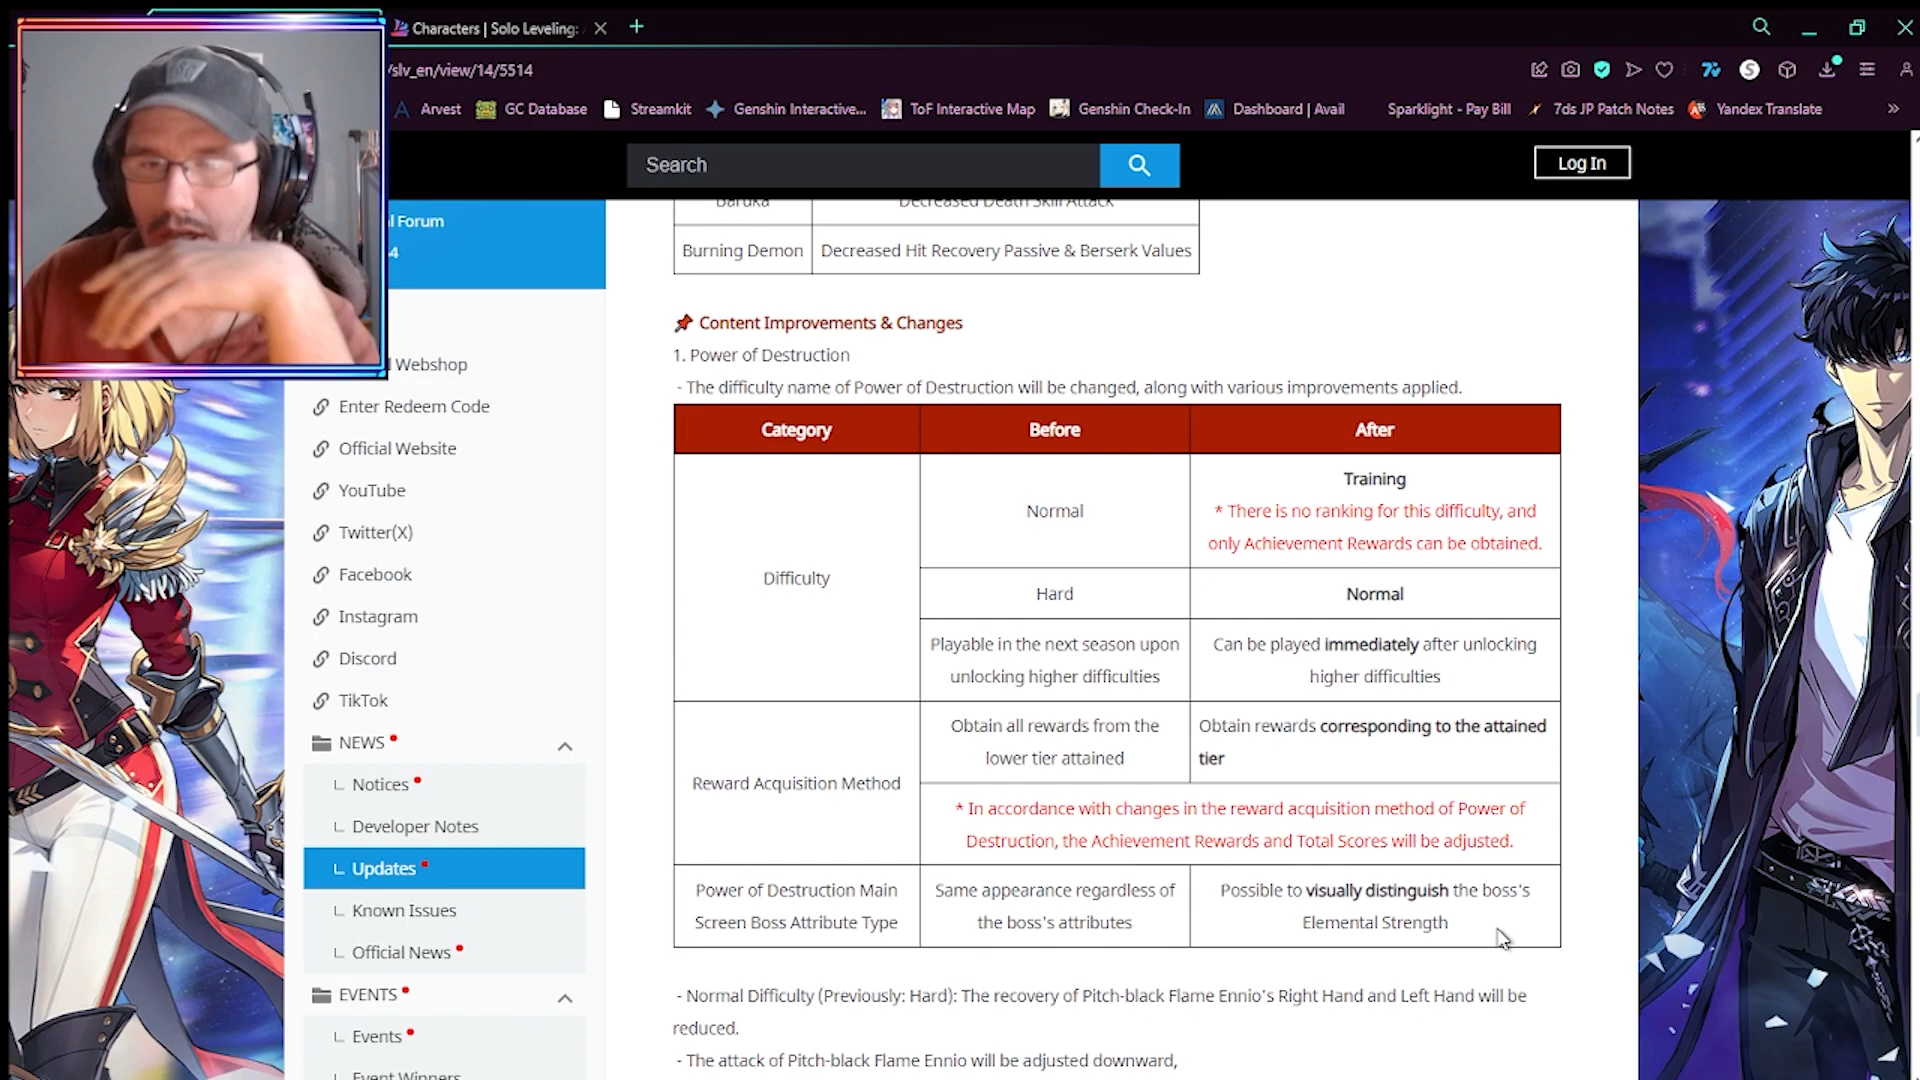 Characters | Solo Leveling:
/slv_en/view/14/5514
Arvest
GC Database
Streamkit
Genshin Interactive...
ToF Interactive Map
Genshin Check-In
Dashboard | Avail
Sparklight - Pay Bill
7ds JP Patch Notes
Yandex Translate
Search
Log In
l Forum
Webshop
Enter Redeem Code
Official Website
YouTube
Twitter(X)
Facebook
Instagram
Discord
TikTok
NEWS
Notices
Developer Notes
Updates
Known Issues
Official News
EVENTS
Events
Event Winners
Baruka
Decreased Death Skill Attack
Burning Demon
Decreased Hit Recovery Passive & Berserk Values
Content Improvements & Changes
1. Power of Destruction
- The difficulty name of Power of Destruction will be changed, along with various improvements applied.
Category
Before
After
Difficulty
Normal
Training
* There is no ranking for this difficulty, and
only Achievement Rewards can be obtained.
Hard
Normal
Playable in the next season upon
unlocking higher difficulties
Can be played immediately after unlocking
higher difficulties
Reward Acquisition Method
Obtain all rewards from the
lower tier attained
Obtain rewards corresponding to the attained
tier
* In accordance with changes in the reward acquisition method of Power of
Destruction, the Achievement Rewards and Total Scores will be adjusted.
Power of Destruction Main
Screen Boss Attribute Type
Same appearance regardless of
the boss's attributes
Possible to visually distinguish the boss's
Elemental Strength
- Normal Difficulty (Previously: Hard): The recovery of Pitch-black Flame Ennio's Right Hand and Left Hand will be
reduced.
- The attack of Pitch-black Flame Ennio will be adjusted downward,